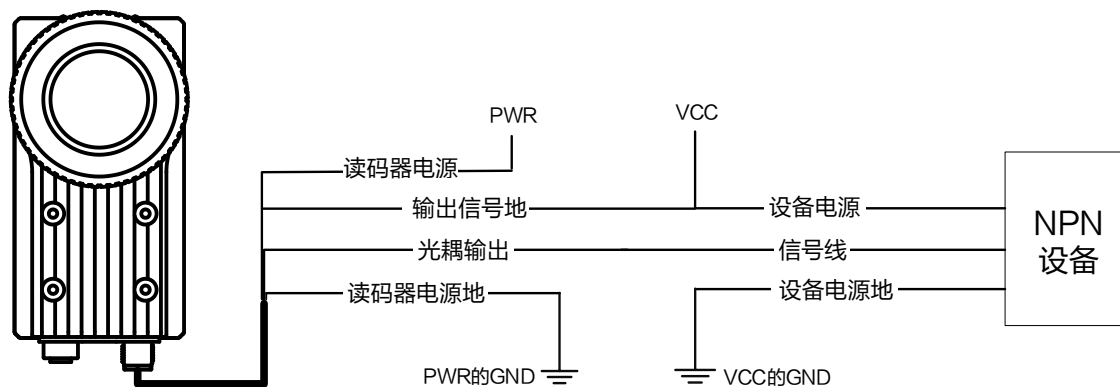 PWR
VCC
读码器电源
输出信号地
设备电源
光耦输出
信号线
读码器电源地
设备电源地
NPN
设备
PWR的GND
VCC的GND